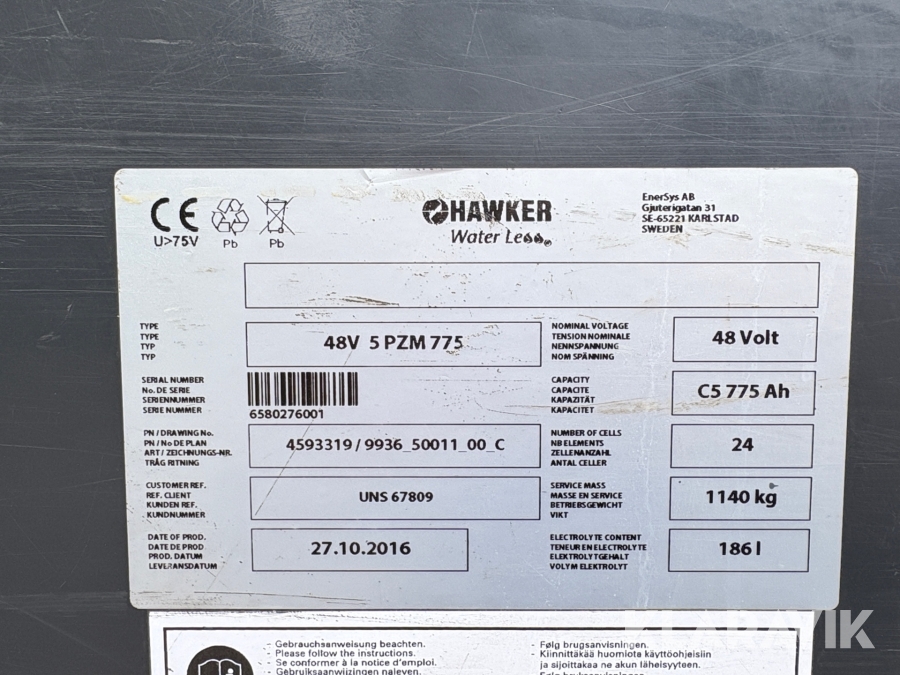 CE
U>75V
Pb
Pb
HAWKER
Water Less
EnerSys AB
Gjuterigatan 31
SE-65221 KARLSTAD
SWEDEN
TYPE
TYPE
TYP
TYP
48V 5 PZM 775
NOMINAL VOLTAGE
TENSION NOMINALE
NENNSPANNUNG
NOM SPÄNNING
48 Volt
SERIAL NUMBER
No. DE SERIE
SERIENNUMMER
SERIE NUMMER
6580276001
CAPACITY
CAPACITE
KAPAZITÄT
KAPACITET
C5 775 Ah
PN / DRAWING No.
PN / No DE PLAN
ART / ZEICHNUNGS-NR.
TRÅG RITNING
4593319 / 9936_50011_00_C
NUMBER OF CELLS
NB ELEMENTS
ZELLENANZAHL
ANTAL CELLER
24
CUSTOMER REF.
REF. CLIENT
KUNDEN REF.
KUNDNUMMER
UNS 67809
SERVICE MASS
MASSE EN SERVICE
BETRIEBSGEWICHT
VIKT
1140 kg
DATE OF PROD.
DATE DE PROD
PROD. DATUM
LEVERANSDATUM
27.10.2016
ELECTROLYTE CONTENT
TENEUR EN ELECTROLYTE
ELEKTROLYTGEHALT
VOLYM ELEKTROLYT
186 l
KLARAVIK
- Gebrauchsanweisung beachten.
- Please follow the instructions.
- Se conformer à la notice d'emploi.
- Gebruiksaanwijzingen naleven.
- Følg brugsanvisningen.
- Kiinnittäkää huomiota käyttöohjeisiin
ja sijoittakaa ne akun läheisyyteen.
- Følg bruksanvisningen.